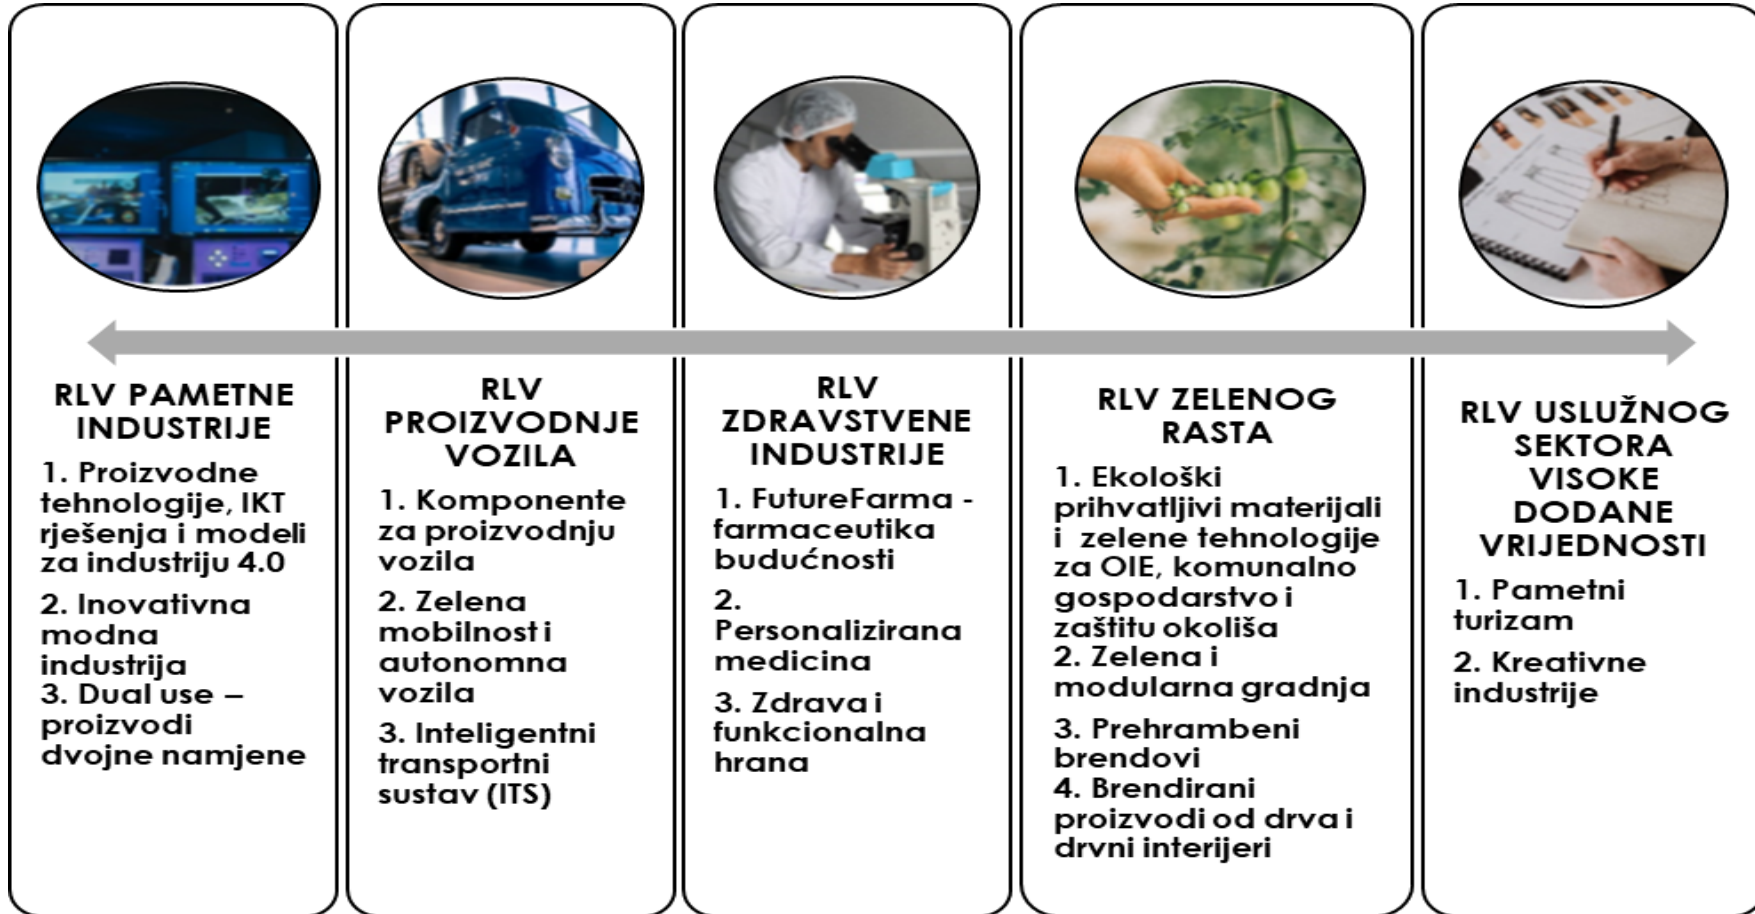 RLV PAMETNE
INDUSTRIJE
1. Proizvodne
tehnologije, IKT
rješenja i modeli
za industriju 4.0
2. Inovativna
modna
industrija
3. Dual use –
proizvodi
dvojne namjene
RLV
PROIZVODNJE
VOZILA
1. Komponente
za proizvodnju
vozila
2. Zelena
mobilnost i
autonomna
vozila
3. Inteligentni
transportni
sustav (ITS)
RLV
ZDRAVSTVENE
INDUSTRIJE
1. FutureFarma -
farmaceutika
budućnosti
2.
Personalizirana
medicina
3. Zdrava i
funkcionalna
hrana
RLV ZELENOG
RASTA
1. Ekološki
prihvatljivi materijali
i zelene tehnologije
za OIE, komunalno
gospodarstvo i
zaštitu okoliša
2. Zelena i
modularna gradnja
3. Prehrambeni
brendovi
4. Brendirani
proizvodi od drva i
drvni interijeri
RLV USLUŽNOG
SEKTORA
VISOKE
DODANE
VRIJEDNOSTI
1. Pametni
turizam
2. Kreativne
industrije